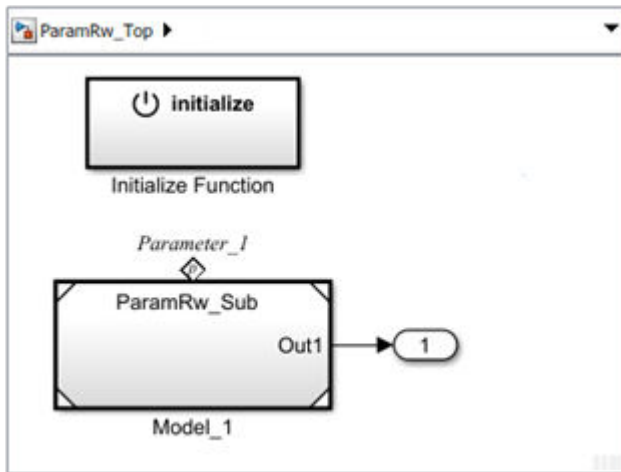 ParamRw_Top
initialize
Initialize Function
Parameter_1
P
ParamRw_Sub
Out1
1
Model_1